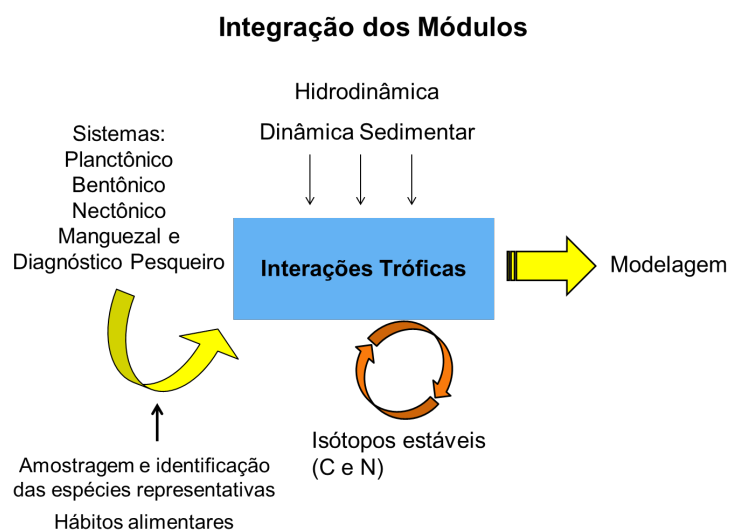 Integração dos Módulos
Hidrodinâmica
Dinâmica Sedimentar
Sistemas:
Planctônico
Bentônico
Nectônico
Manguezal e
Diagnóstico Pesqueiro
Interações Tróficas
Modelagem
Isótopos estáveis
(C e N)
Amostragem e identificação
das espécies representativas
Hábitos alimentares